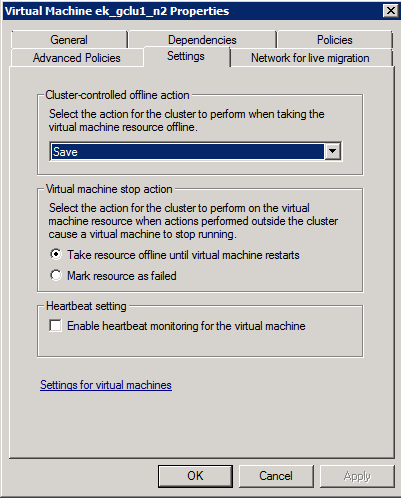 Virtual Machine ek_gclu1_n2 Properties
General
Dependencies
Policies
Advanced Policies
Settings
Network for live migration
Cluster-controlled offline action
Select the action for the cluster to perform when taking the
virtual machine resource offline.
Save
Virtual machine stop action
Select the action for the cluster to perform on the virtual
machine resource when actions performed outside the cluster
cause a virtual machine to stop running.
Take resource offline until virtual machine restarts
Mark resource as failed
Heartbeat setting
Enable heartbeat monitoring for the virtual machine
Settings for virtual machines
OK
Cancel
Apply